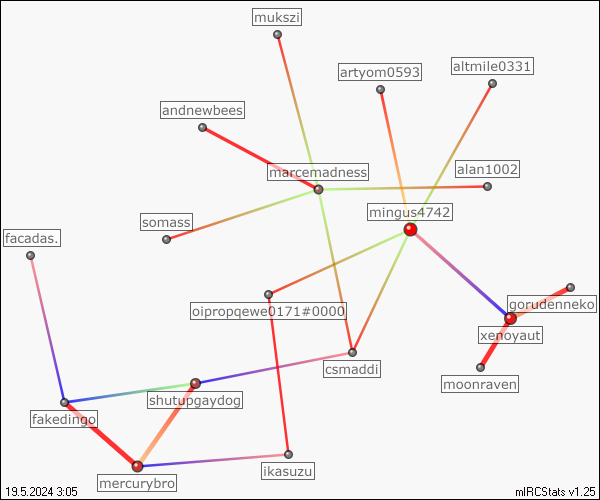 mukszi
artyom0593
altmile0331
andnewbees
marcemadness
alan1002
mingus4742
somass
facadas.
oipropqewe0171#0000
gorudenneko
xenoyaut
csmaddi
moonraven
shutupgaydog
fakedingo
ikasuzu
mercurybro
19.5.2024 3:05
mIRCStats v1.25